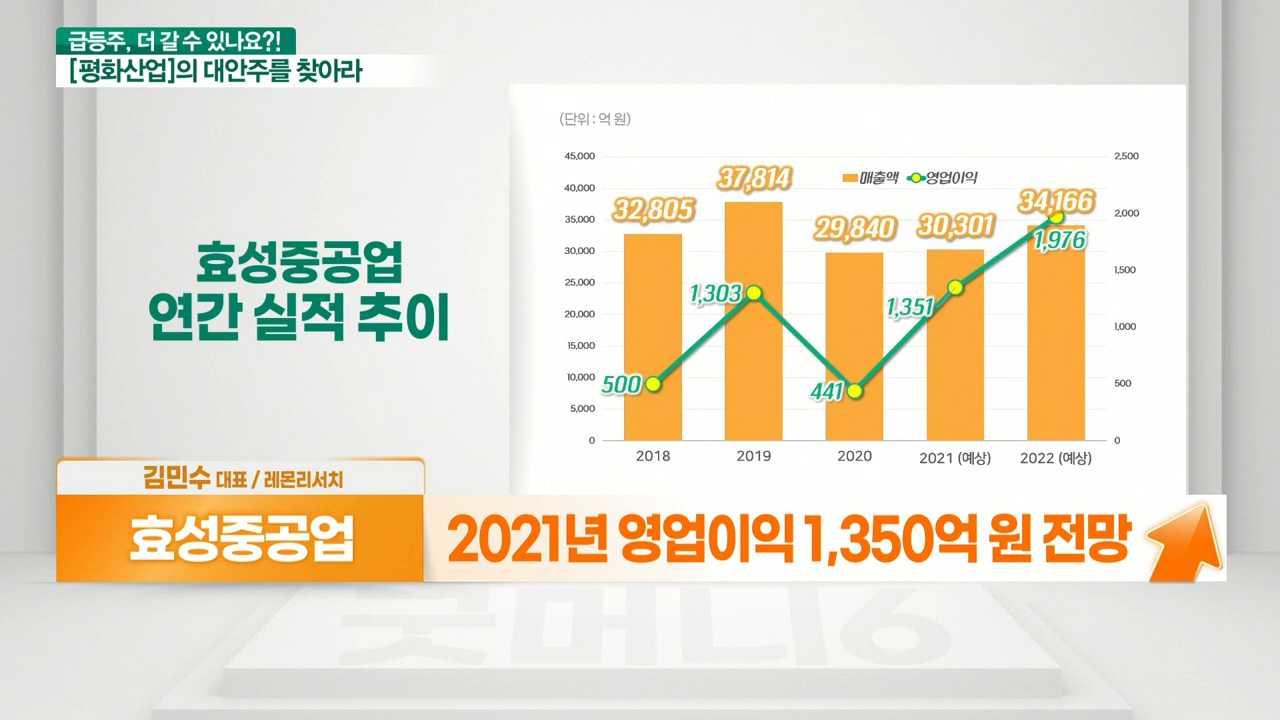 급등주, 더 갈 수 있나요?!
[평화산업]의 대안주를 찾아라
(단위 : 억 원)
45,000
40,000
35,000
30,000
25,000
20,000
15,000
10,000
5,000
0
2,500
2,000
1,500
1,000
500
0
매출액
영업이익
32,805
37,814
29,840
30,301
34,166
500
1,303
441
1,351
1,976
2018
2019
2020
2021 (예상)
2022 (예상)
효성중공업
연간 실적 추이
김민수 대표 / 레몬리서치
효성중공업
2021년 영업이익 1,350억 원 전망
굿머니6